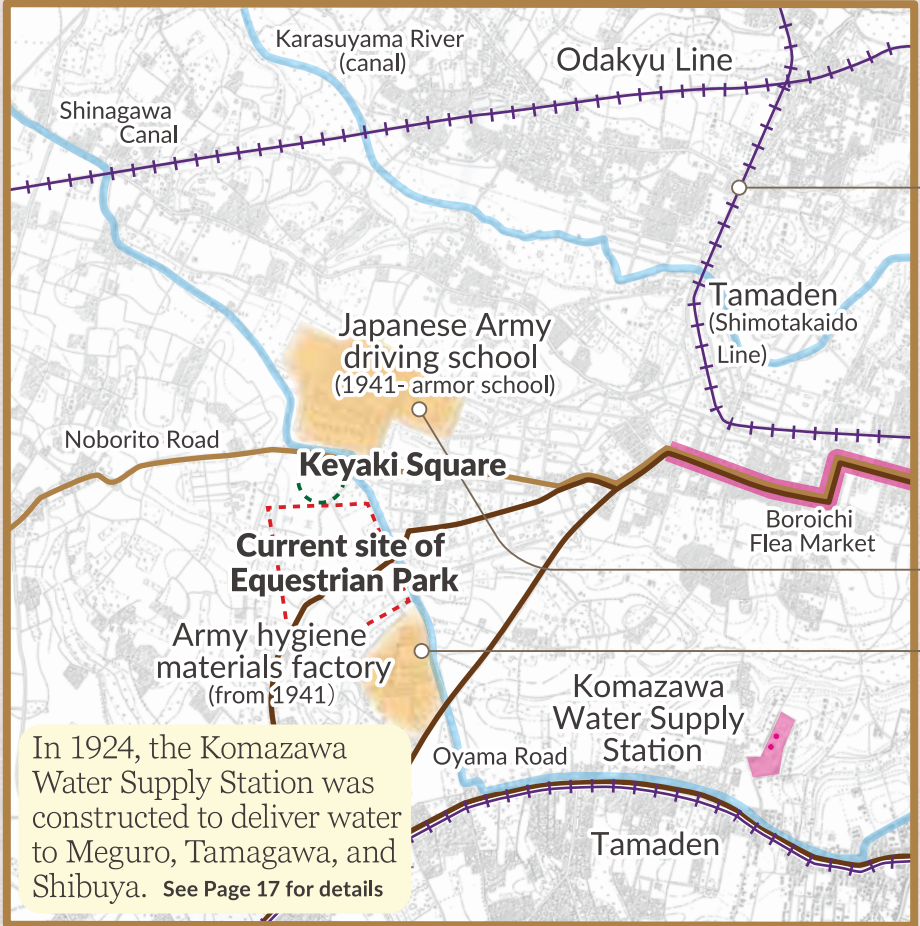 Karasuyama River
(canal)
Odakyu Line
Shinagawa
Canal
Tamaden
(Shimotakaido
Line)
Japanese Army
driving school
(1941- armor school)
Noborito Road
Keyaki Square
Boroichi
Flea Market
Current site of
Equestrian Park
Army hygiene
materials factory
(from 1941)
Komazawa
Water Supply
Station
Oyama Road
Tamaden
In 1924, the Komazawa
Water Supply Station was
constructed to deliver water
to Meguro, Tamagawa, and
Shibuya. See Page 17 for details